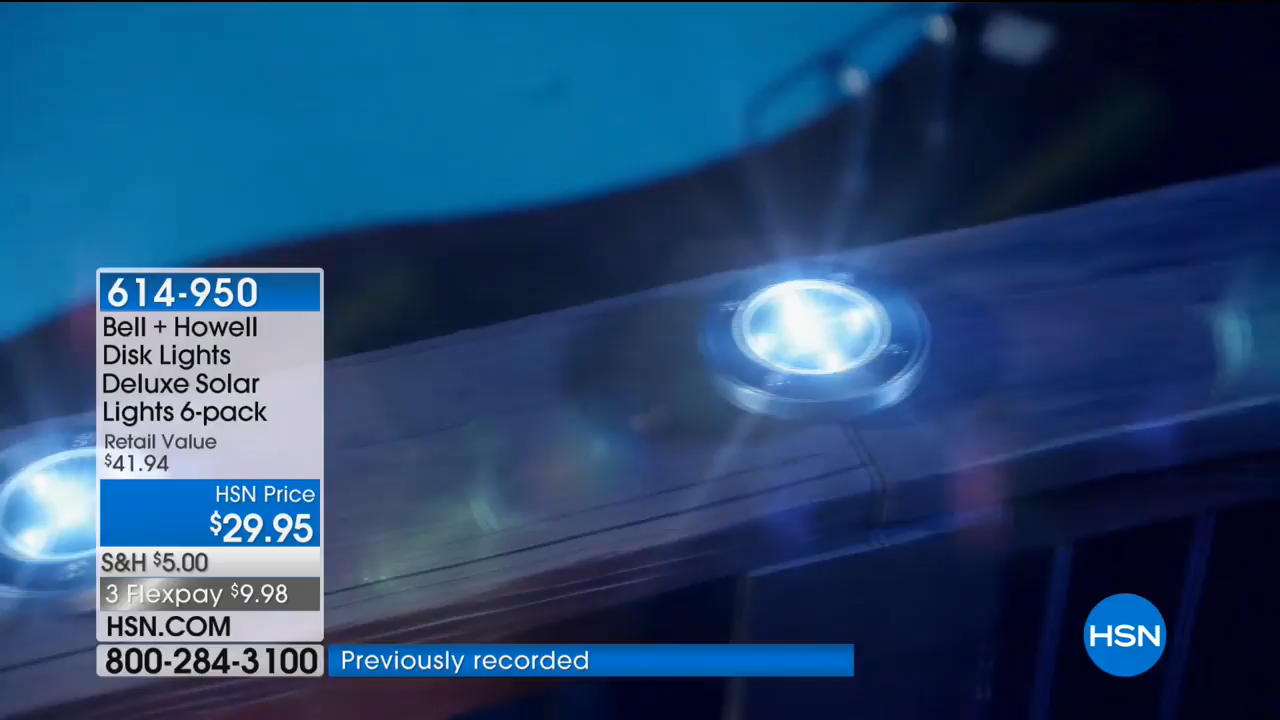 614-950
Bell + Howell
Disk Lights
Deluxe Solar
Lights 6-pack
Retail Value
$41.94
HSN Price
$29.95
S&H $5.00
3 Flexpay $9.98
HSN.COM
800-284-3100
Previously recorded
HSN